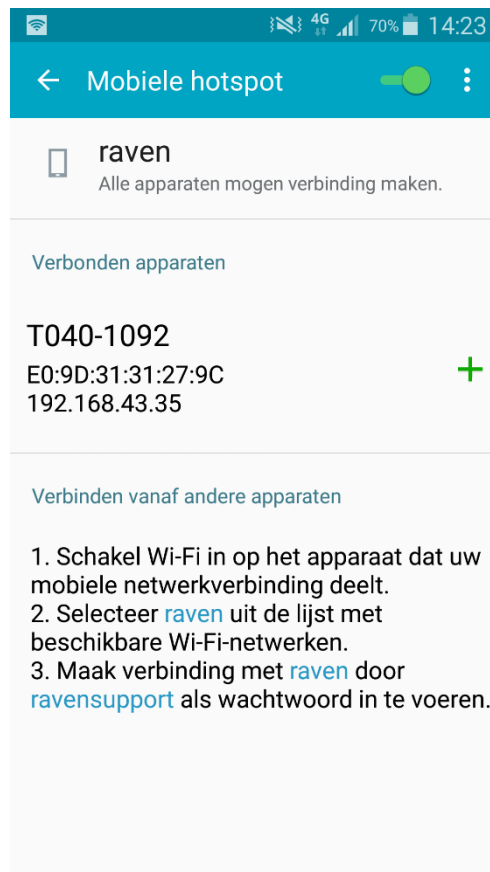 4G 70% 14:23
Mobiele hotspot
raven
Alle apparaten mogen verbinding maken.
Verbonden apparaten
T040-1092
E0:9D:31:31:27:9C
192.168.43.35
Verbinden vanaf andere apparaten
1. Schakel Wi-Fi in op het apparaat dat uw
mobiele netwerkverbinding deelt.
2. Selecteer raven uit de lijst met
beschikbare Wi-Fi-netwerken.
3. Maak verbinding met raven door
ravensupport als wachtwoord in te voeren.